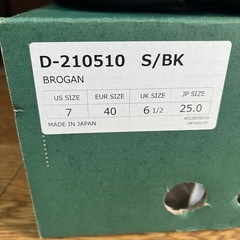 D-210510 S/BK
BROGAN
US SIZE EUR SIZE UK SIZE JP SIZE
7 40 6 1/2 25.0
MADE IN JAPAN